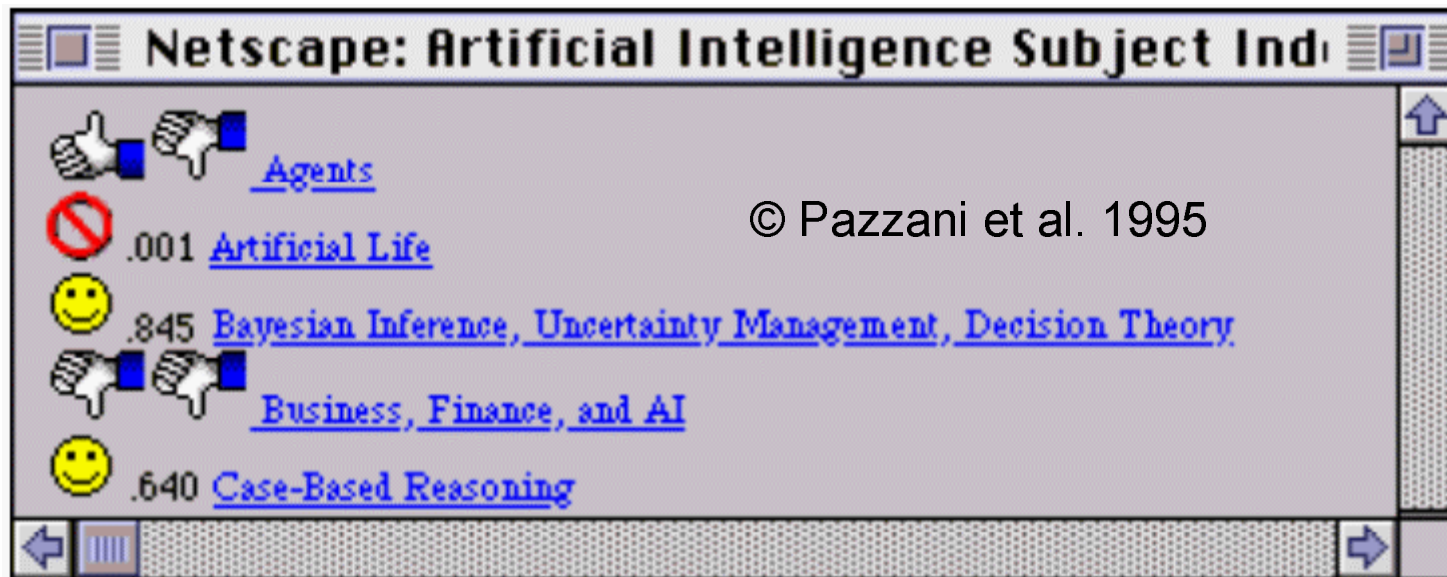 Netscape: Artificial Intelligence Subject Ind
Agents
© Pazzani et al. 1995
.001 Artificial Life
.845 Bayesian Inference, Uncertainty Management, Decision Theory
Business, Finance, and AI
.640 Case-Based Reasoning